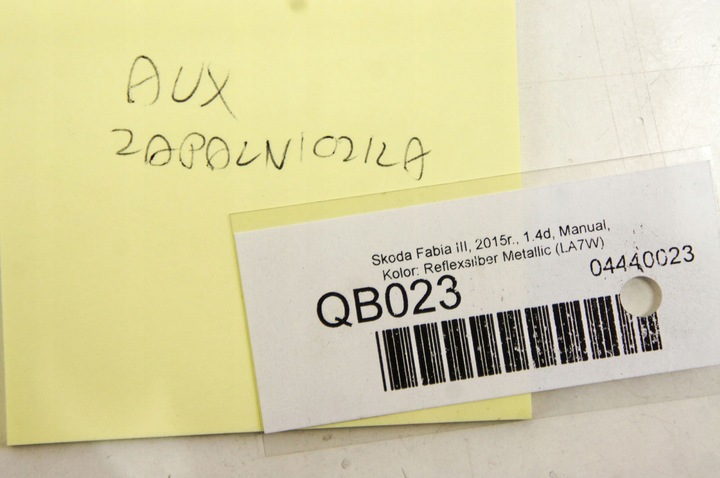 AUX
ZAPALNICZKA
Skoda Fabia III, 2015r., 1.4d, Manual,
Kolor: Reflexsilber Metallic (LA7W)
QB023
04440023